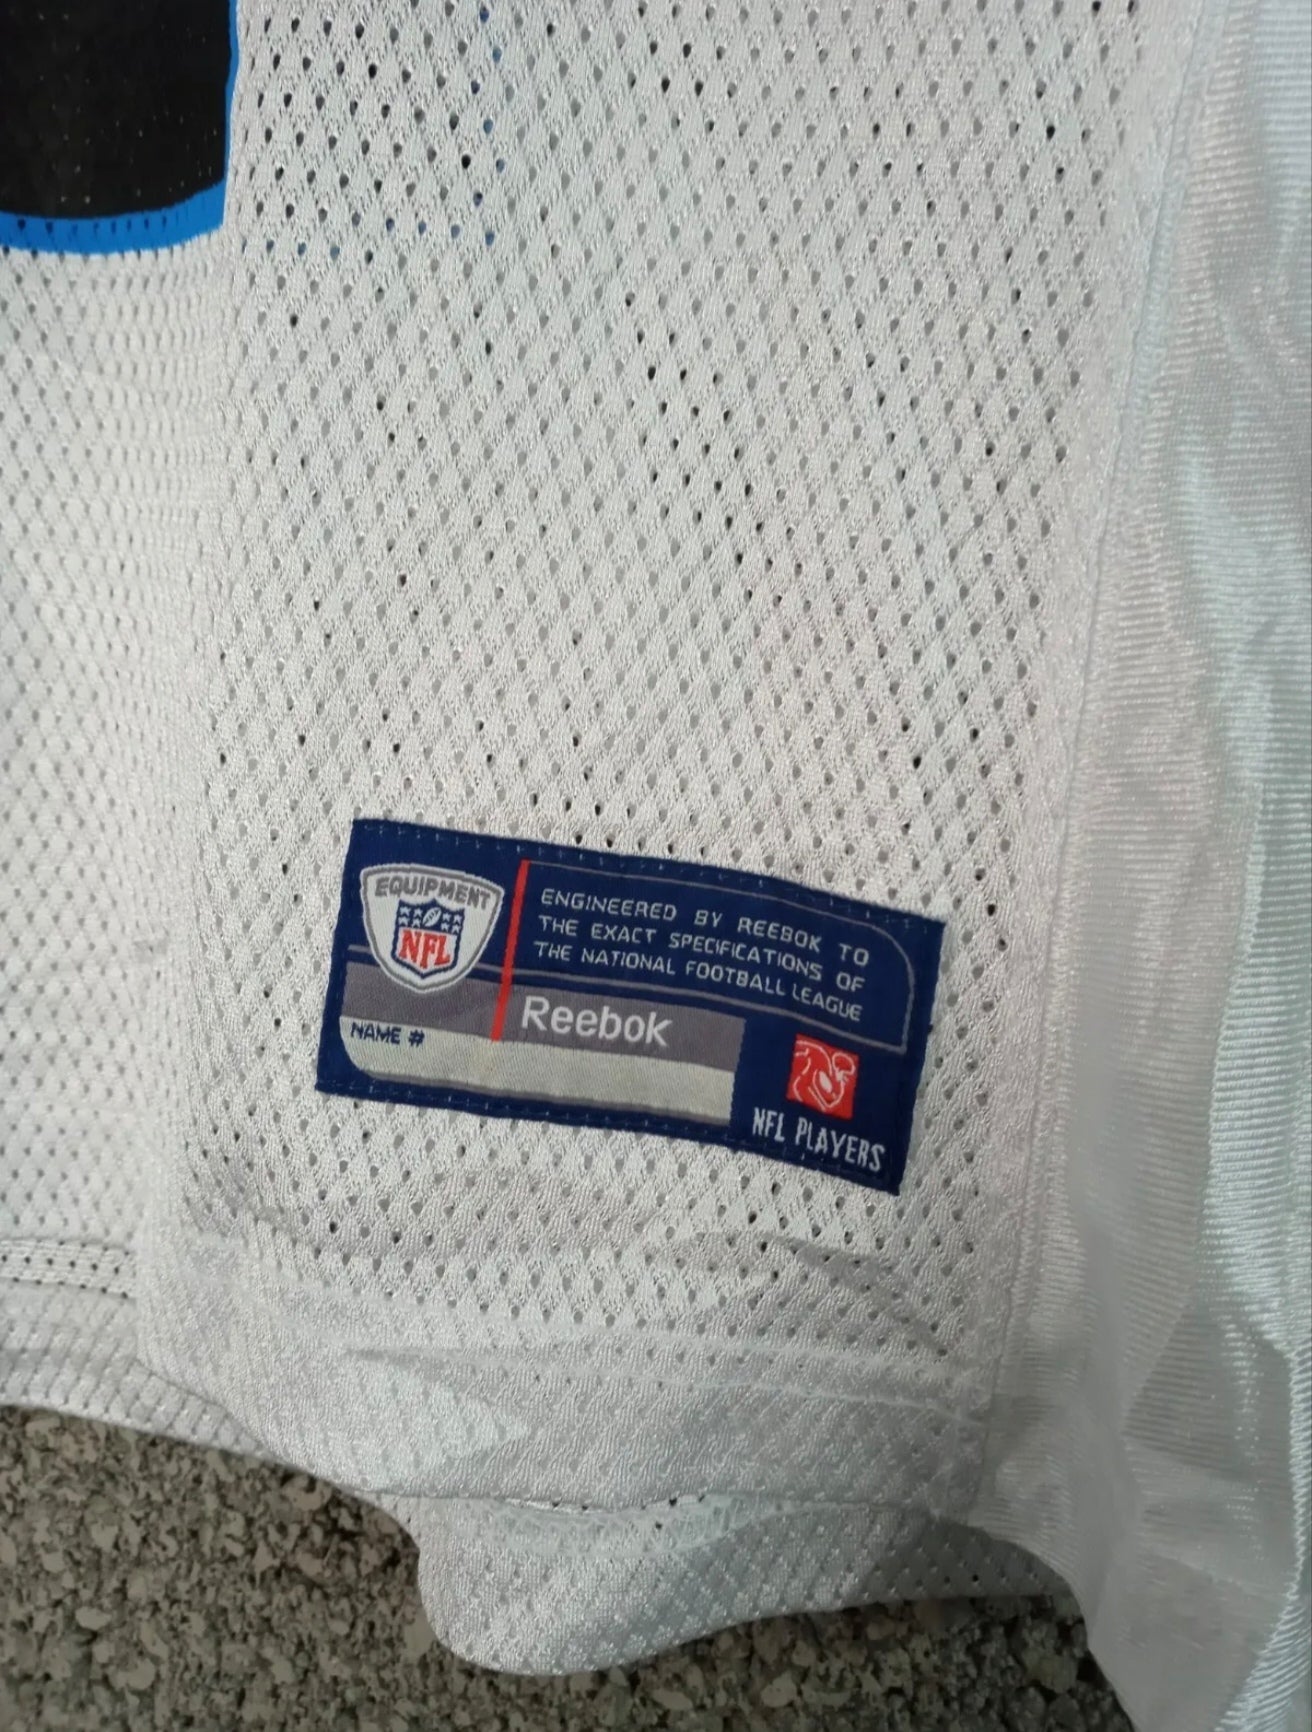 EQUIPMENT
NFL
ENGINEERED BY REEBOK TO
THE EXACT SPECIFICATIONS OF
THE NATIONAL FOOTBALL LEAGUE
Reebok
NAME #
NFL PLAYERS